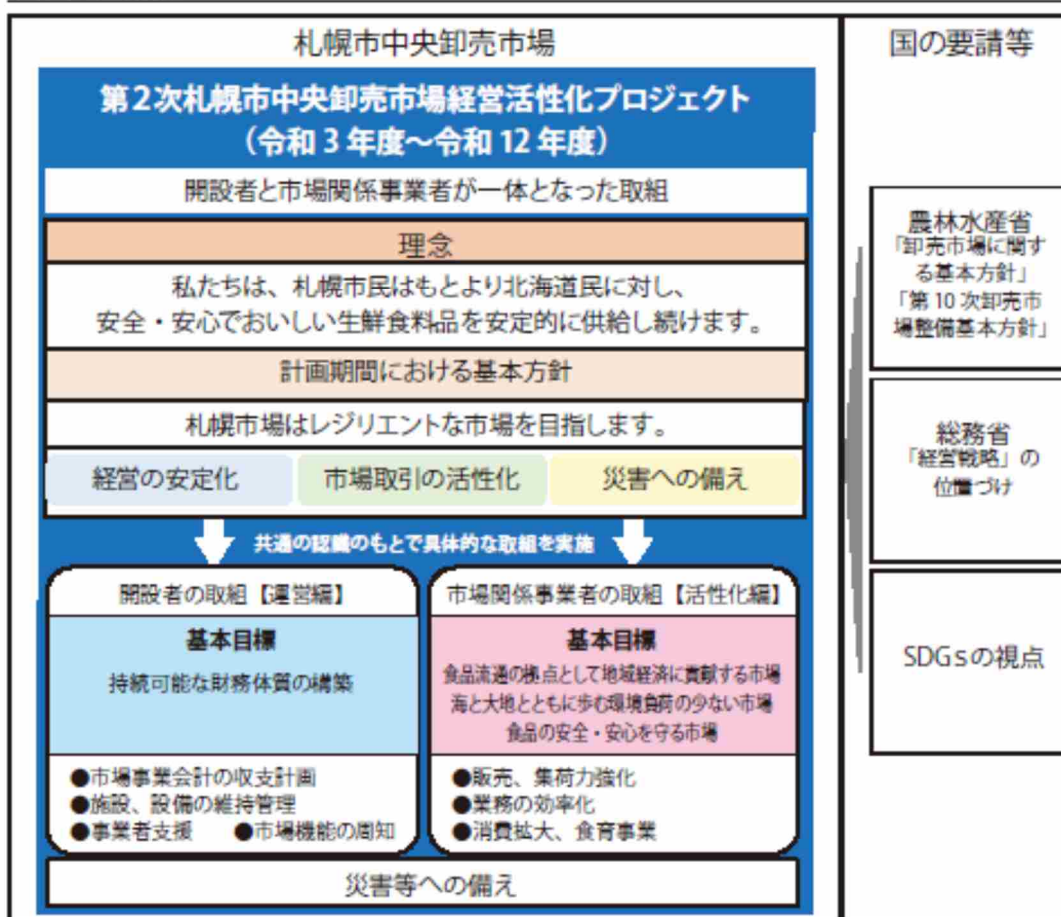 札幌市中央卸売市場
第2次札幌市中央卸売市場経営活性化プロジェクト
（令和3年度～令和12年度）
開設者と市場関係事業者が一体となった取組
理念
私たちは、札幌市民はもとより北海道民に対し、
安全・安心でおいしい生鮮食料品を安定的に供給し続けます。
計画期間における基本方針
札幌市場はレジリエントな市場を目指します。
経営の安定化
市場取引の活性化
災害への備え
共通の認識のもとで具体的な取組を実施
開設者の取組【運営編】
基本目標
持続可能な財務体質の構築
●市場事業会計の収支計画
●施設、設備の維持管理
●事業者支援　●市場機能の周知
市場関係事業者の取組【活性化編】
基本目標
食品流通の拠点として地域経済に貢献する市場
海と大地とともに歩む環境負荷の少ない市場
食品の安全・安心を守る市場
●販売、集荷力強化
●業務の効率化
●消費拡大、食育事業
災害等への備え
国の要請等
農林水産省
「卸売市場に関す
る基本方針」
「第10次卸売市
場整備基本方針」
総務省
「経営戦略」の
位置づけ
SDGsの視点